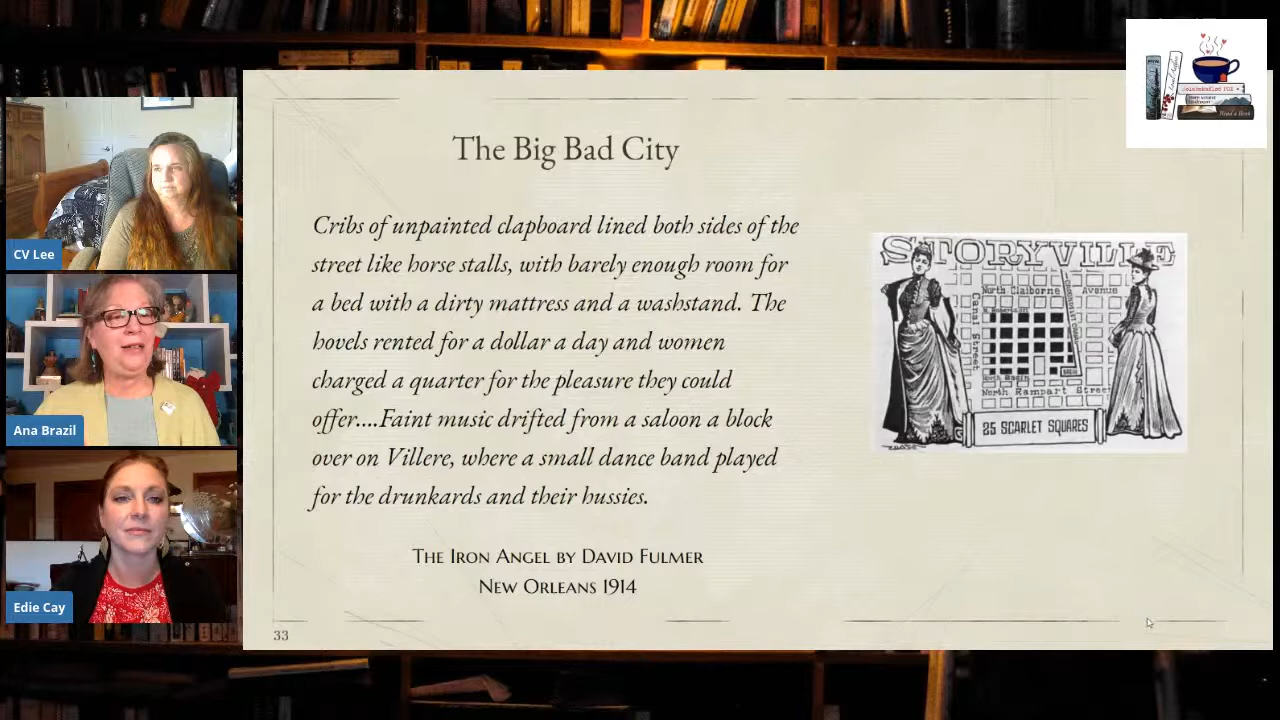 CV Lee
Ana Brazil
Edie Cay
The Big Bad City
Cribs of unpainted clapboard lined both sides of the
street like horse stalls, with barely enough room for
a bed with a dirty mattress and a washstand. The
hovels rented for a dollar a day and women
charged a quarter for the pleasure they could
offer....Faint music drifted from a saloon a block
over on Villere, where a small dance band played
for the drunkards and their hussies.
The Iron Angel by David Fulmer
New Orleans 1914
33
STORYVILLE
North Claiborne Avenue
Canal Street
North Rampart Street
25 SCARLET SQUARES
Read a Book